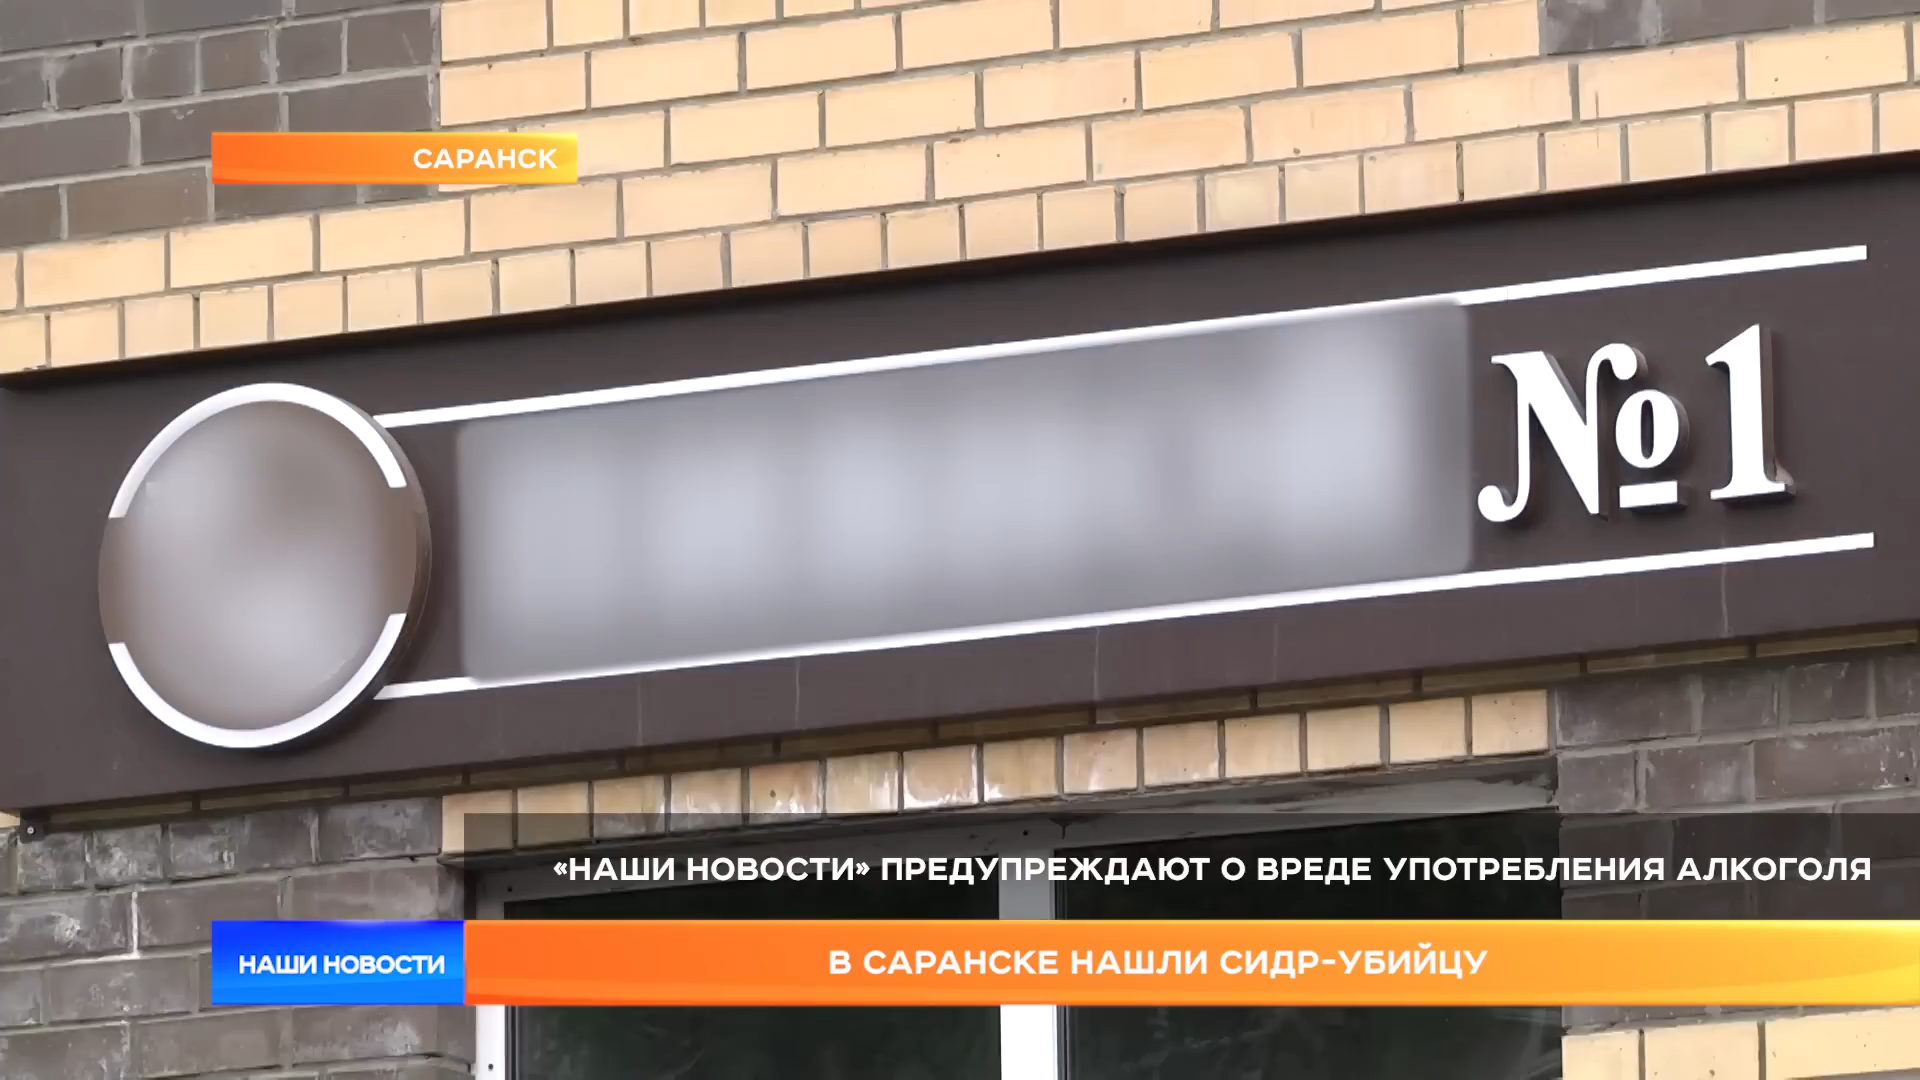 САРАНСК
№1
«НАШИ НОВОСТИ» ПРЕДУПРЕЖДАЮТ О ВРЕДЕ УПОТРЕБЛЕНИЯ АЛКОГОЛЯ
НАШИ НОВОСТИ
В САРАНСКЕ НАШЛИ СИДР-УБИЙЦУ